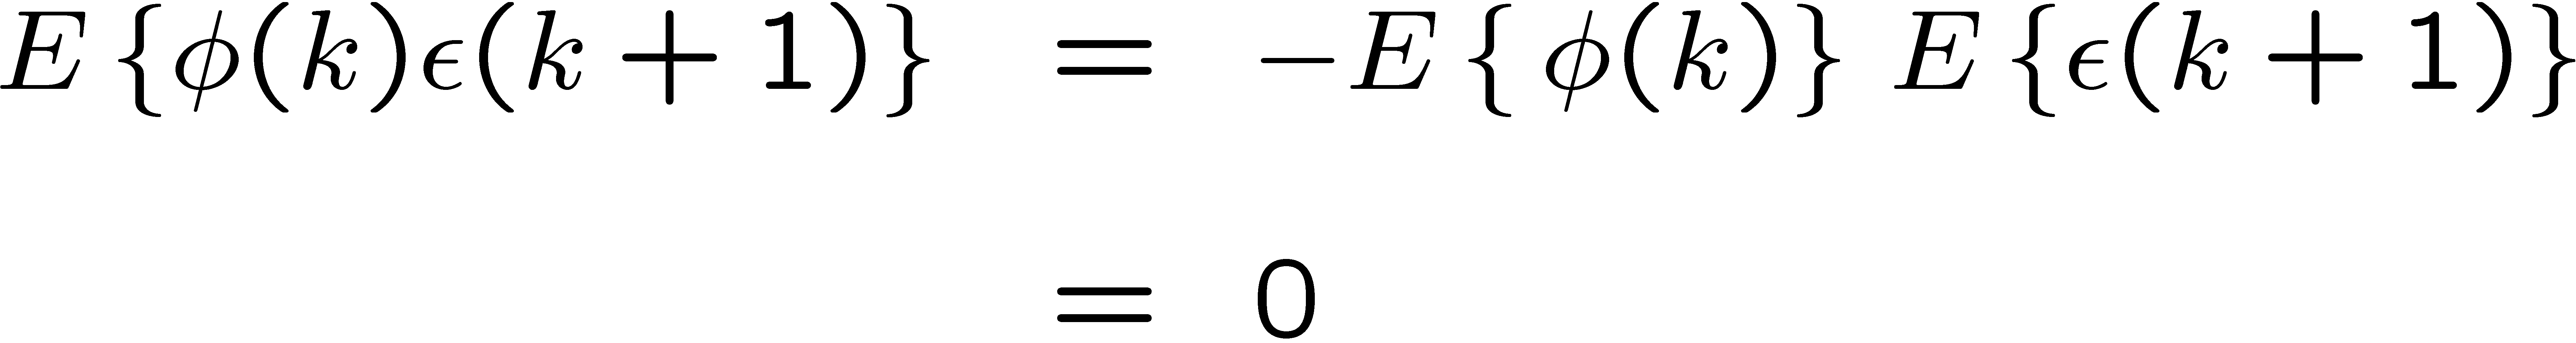 E{ϕ(k)ϵ(k + 1)} = −E{ϕ(k)} E{ϵ(k + 1)}
= 0